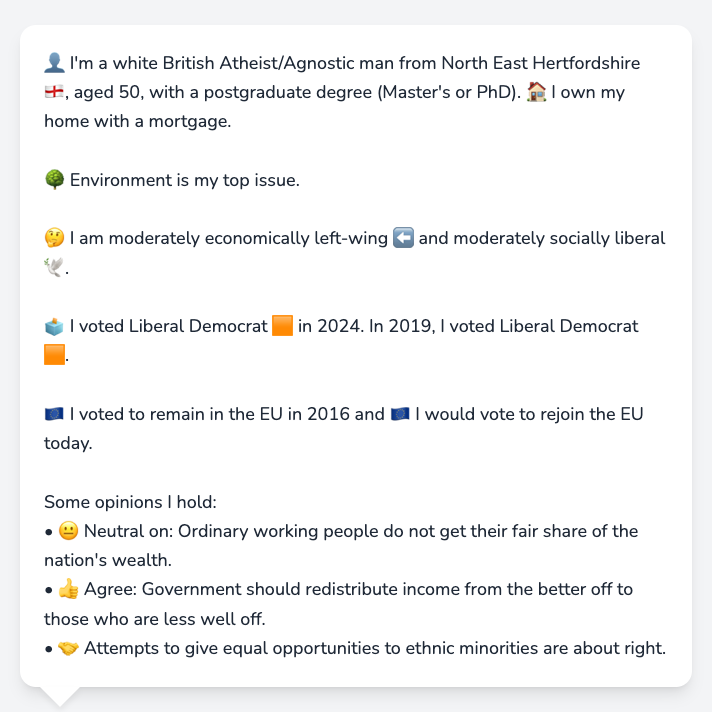 👤 I'm a white British Atheist/Agnostic man from North East Hertfordshire
🏴󠁧󠁢󠁥󠁮󠁧󠁿, aged 50, with a postgraduate degree (Master's or PhD). 🏠 I own my
home with a mortgage.
🌳 Environment is my top issue.
🤔 I am moderately economically left-wing ⬅️ and moderately socially liberal
🕊️.
🗳️ I voted Liberal Democrat 🟧 in 2024. In 2019, I voted Liberal Democrat
🟧.
🇪🇺 I voted to remain in the EU in 2016 and 🇪🇺 I would vote to rejoin the EU
today.
Some opinions I hold:
• 😐 Neutral on: Ordinary working people do not get their fair share of the
nation's wealth.
• 👍 Agree: Government should redistribute income from the better off to
those who are less well off.
• 🤝 Attempts to give equal opportunities to ethnic minorities are about right.